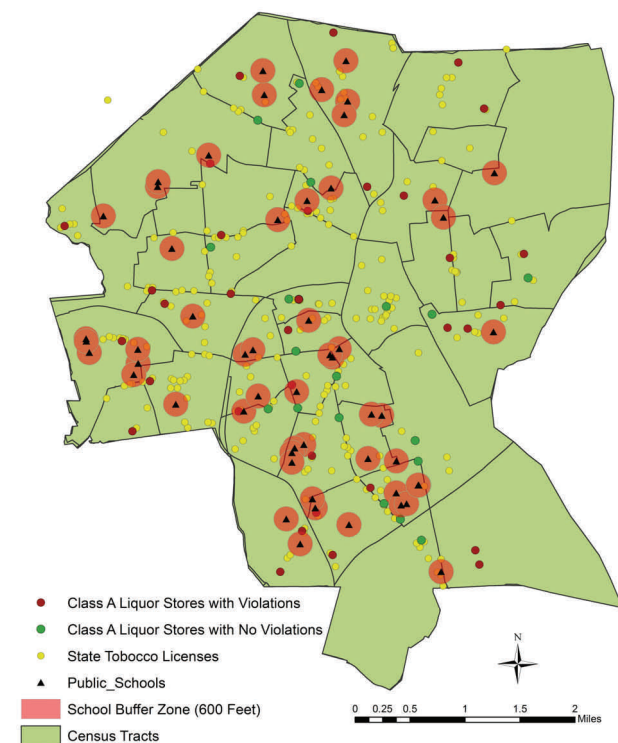 Class A Liquor Stores with Violations
Class A Liquor Stores with No Violations
State Tobocco Licenses
Public_Schools
School Buffer Zone (600 Feet)
Census Tracts
N
0 0.25 0.5 1 1.5 2
Miles